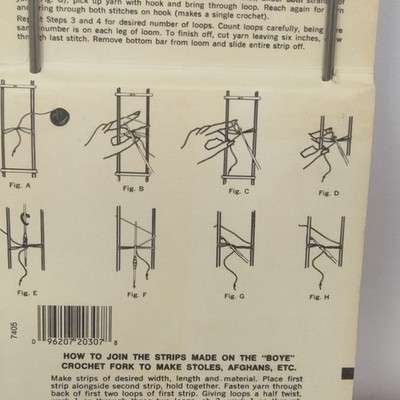 pick up yarn with hook and bring through loop. Reach again for yarn
and bring through both stitches on hook (makes a single crochet).
Repeat Steps 3 and 4 for desired number of loops. Count loops carefully, being
same number is on each leg of loom. To finish off, cut yarn leaving six inches,
through last stitch. Remove bottom bar from loom and slide entire strip off.
Fig. A
Fig. B
Fig. C
Fig. D
Fig. E
Fig. F
Fig. G
Fig. H
7405
0 96207 20307 8
HOW TO JOIN THE STRIPS MADE ON THE "BOYE"
CROCHET FORK TO MAKE STOLES, AFGHANS, ETC.
Make strips of desired width, length and material. Place first
strip alongside second strip, hold together. Fasten yarn through
back of first two loops of first strip. Giving loops a half twist,